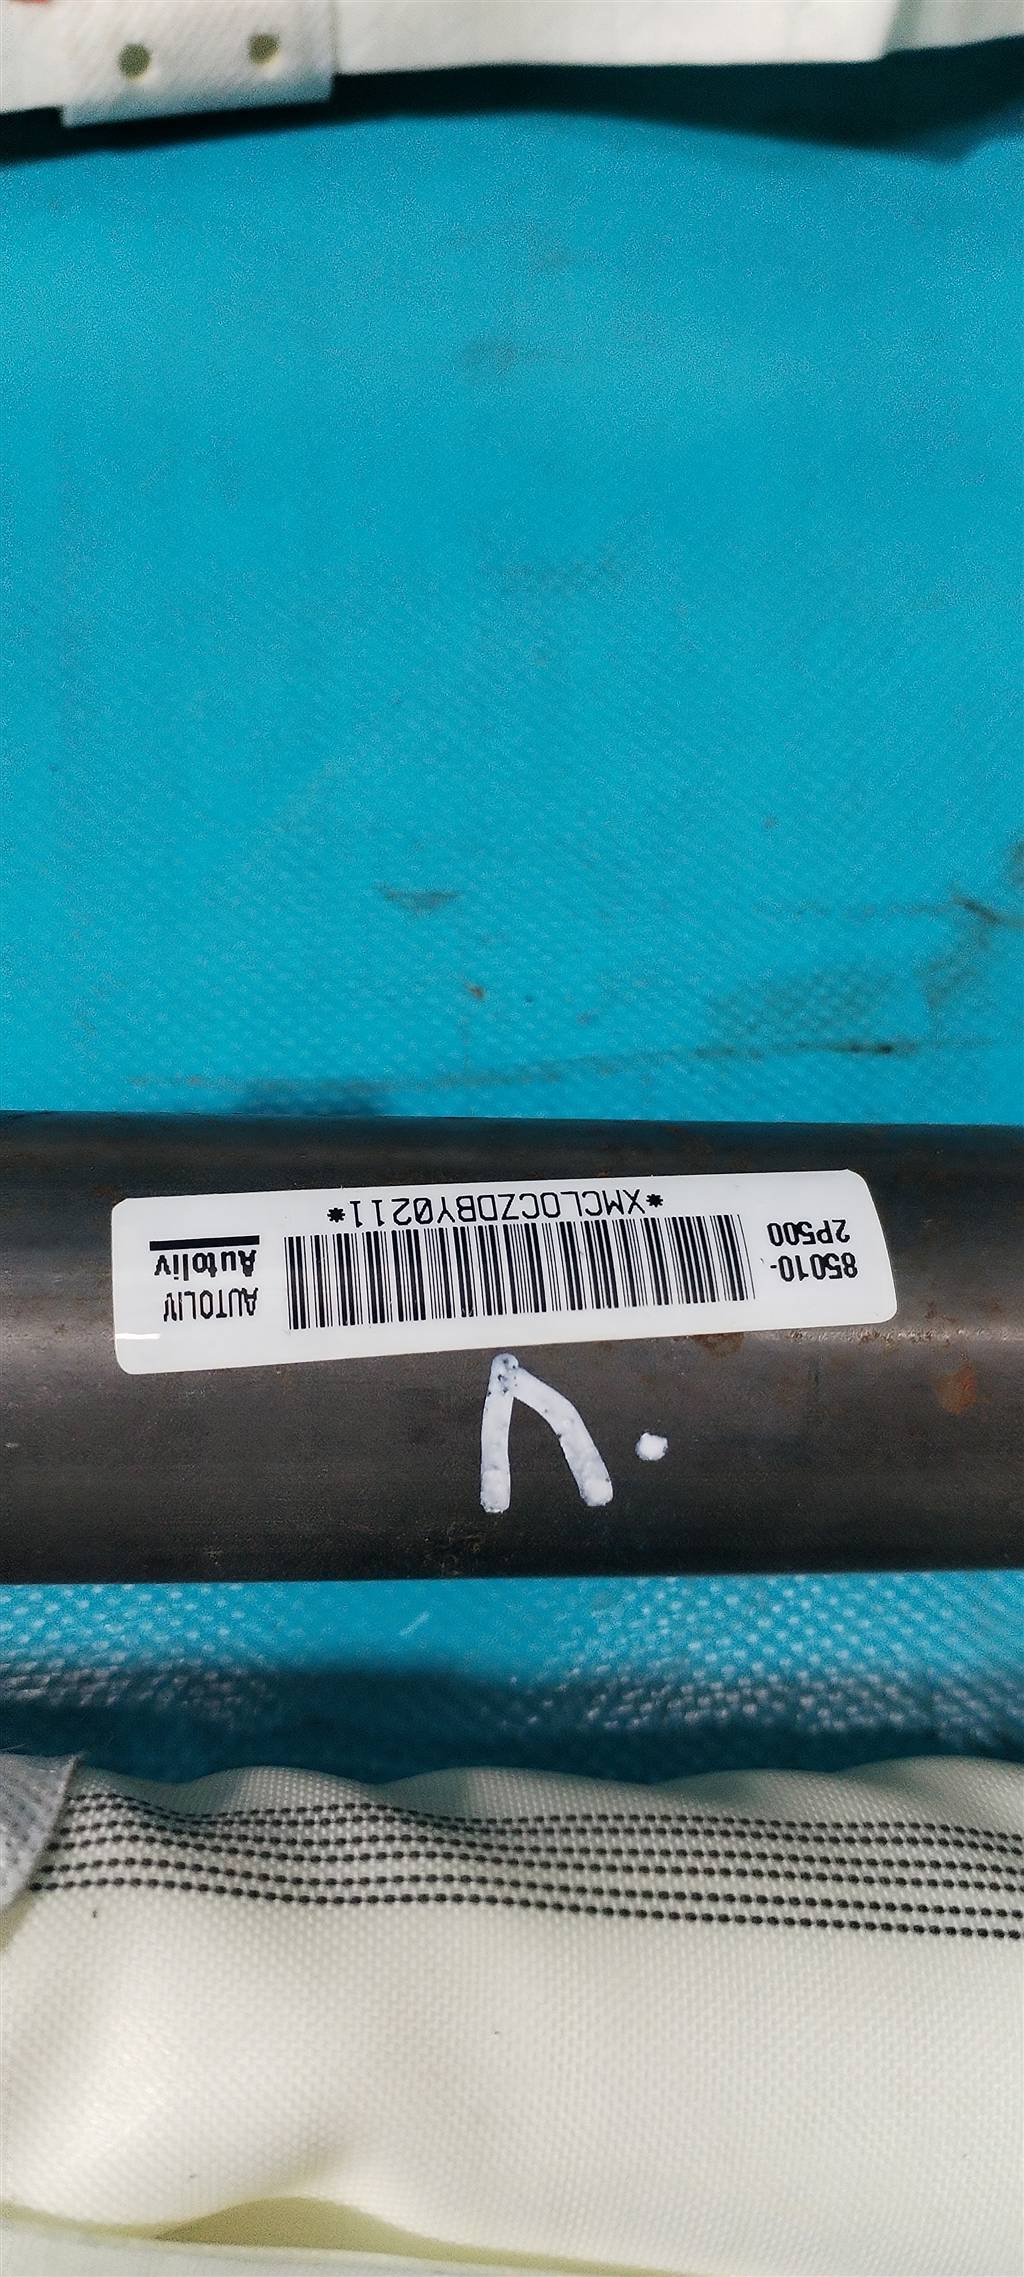 85010-
2P500
*XMCLOCZDBY0211*
AUTOLIV
Autoliv
Л.